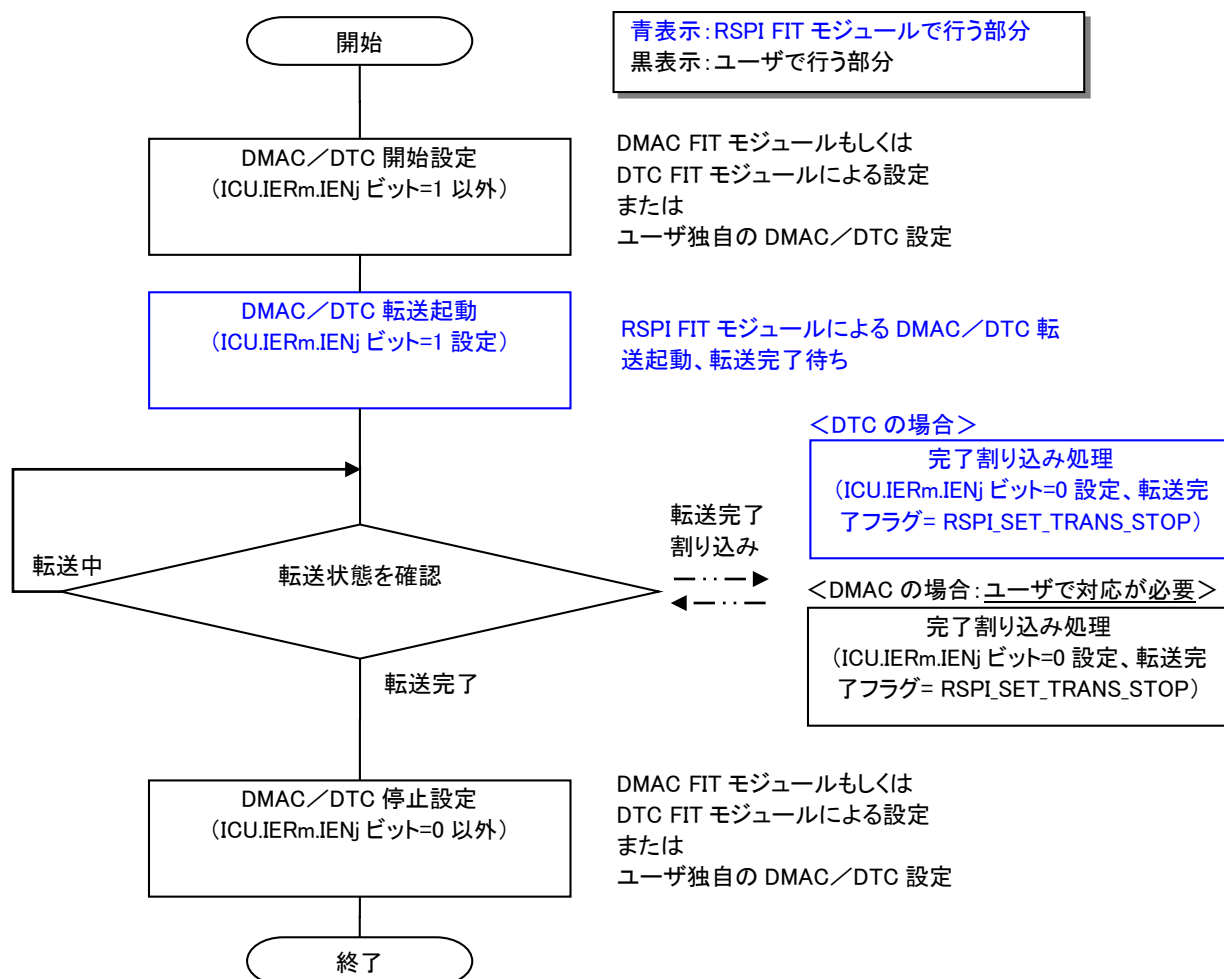 開始
青表示:RSPI FIT モジュールで行う部分
黒表示:ユーザで行う部分
DMAC/DTC 開始設定
(ICU.IERm.IENj ビット=1 以外)
DMAC FIT モジュールもしくは
DTC FIT モジュールによる設定
または
ユーザ独自の DMAC/DTC 設定
DMAC/DTC 転送起動
(ICU.IERm.IENj ビット=1 設定)
RSPI FIT モジュールによる DMAC/DTC 転
送起動、転送完了待ち
<DTC の場合>
完了割り込み処理
(ICU.IERm.IENj ビット=0 設定、転送完
了フラグ= RSPI_SET_TRANS_STOP)
転送完了
割り込み
転送中
転送状態を確認
<DMAC の場合:ユーザで対応が必要>
完了割り込み処理
(ICU.IERm.IENj ビット=0 設定、転送完
了フラグ= RSPI_SET_TRANS_STOP)
転送完了
DMAC/DTC 停止設定
(ICU.IERm.IENj ビット=0 以外)
DMAC FIT モジュールもしくは
DTC FIT モジュールによる設定
または
ユーザ独自の DMAC/DTC 設定
終了